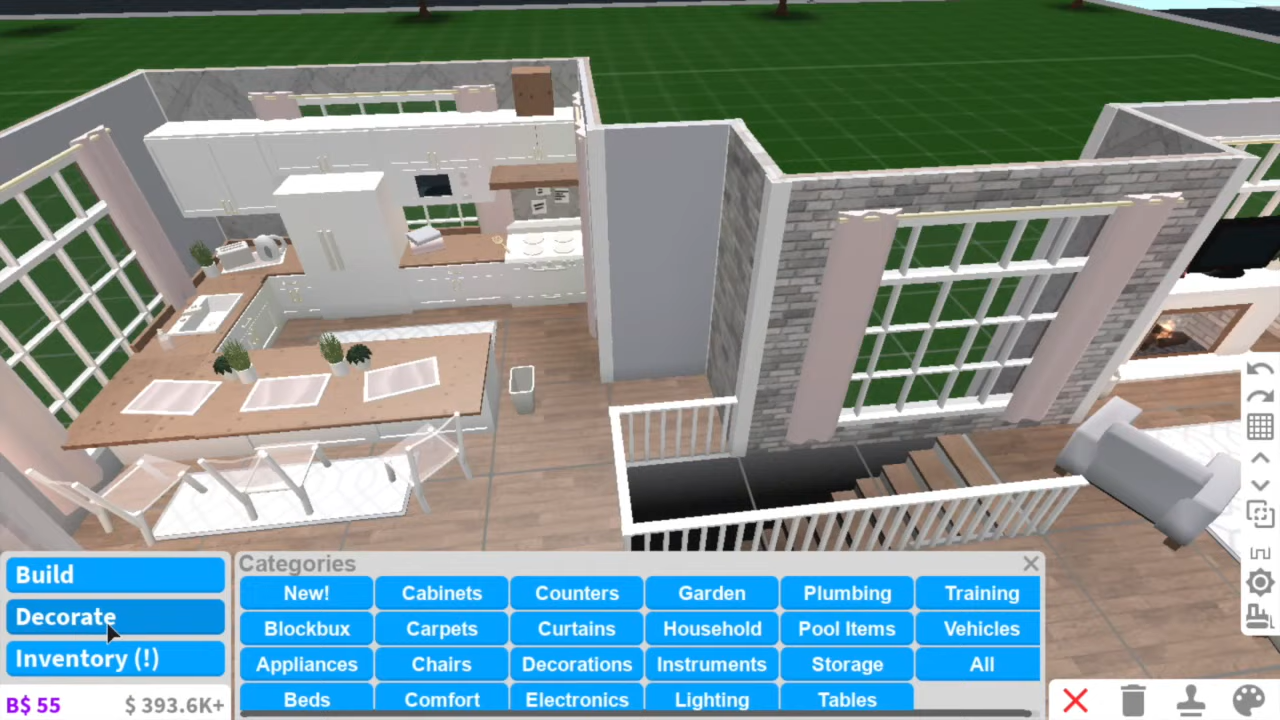 Build
Decorate
Inventory (!)
B$ 55
$ 393.6K+
Categories
New! Cabinets Counters Garden Plumbing Training
Blockbux Carpets Curtains Household Pool Items Vehicles
Appliances Chairs Decorations Instruments Storage All
Beds Comfort Electronics Lighting Tables